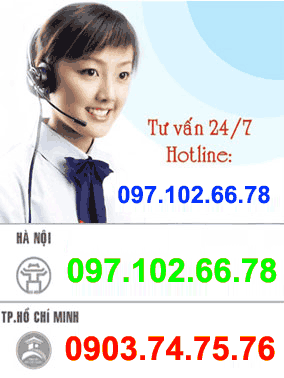 Tư vấn 24/7
Hotline:
097.102.66.78
HÀ NỘI
097.102.66.78
TP.HỒ CHÍ MINH
0903.74.75.76